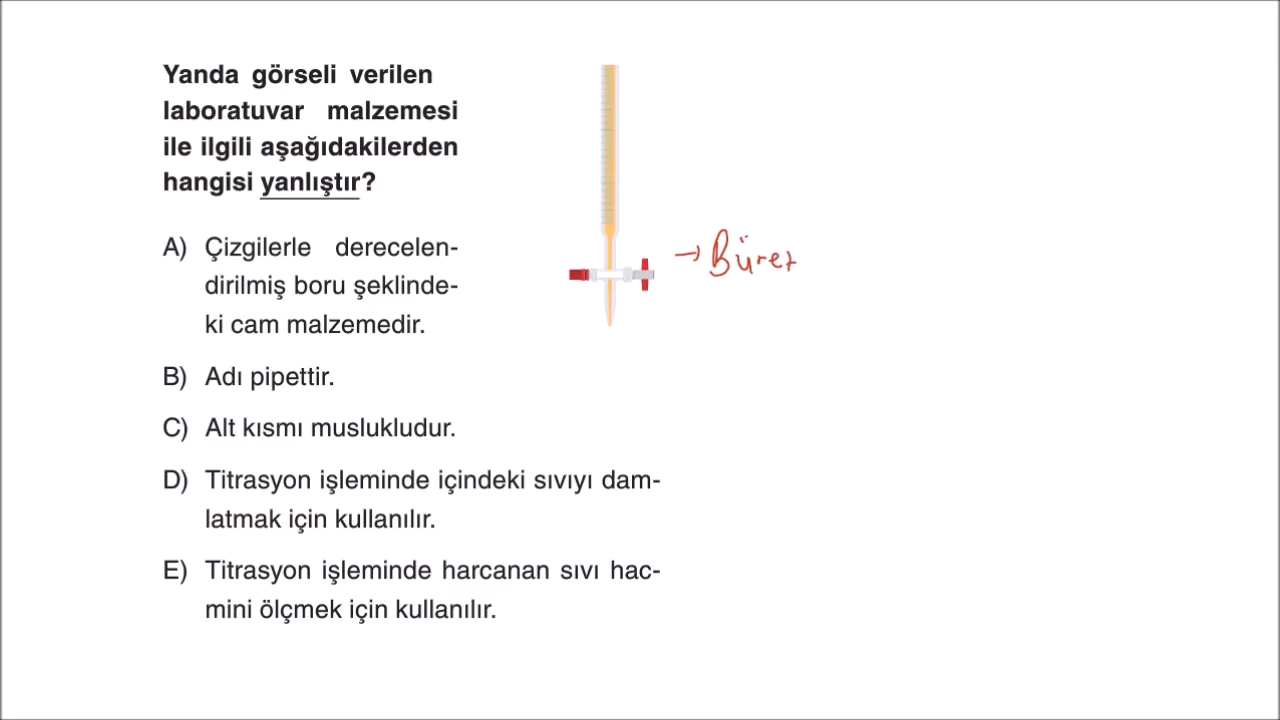 Yanda görseli verilen
laboratuvar malzemesi
ile ilgili aşağıdakilerden
hangisi yanlıştır?
A) Çizgilerle derecelen-
dirilmiş boru şeklinde-
ki cam malzemedir.
B) Adı pipettir.
C) Alt kısmı muslukludur.
D) Titrasyon işleminde içindeki sıvıyı dam-
latmak için kullanılır.
E) Titrasyon işleminde harcanan sıvı hac-
mini ölçmek için kullanılır.
→ Büret